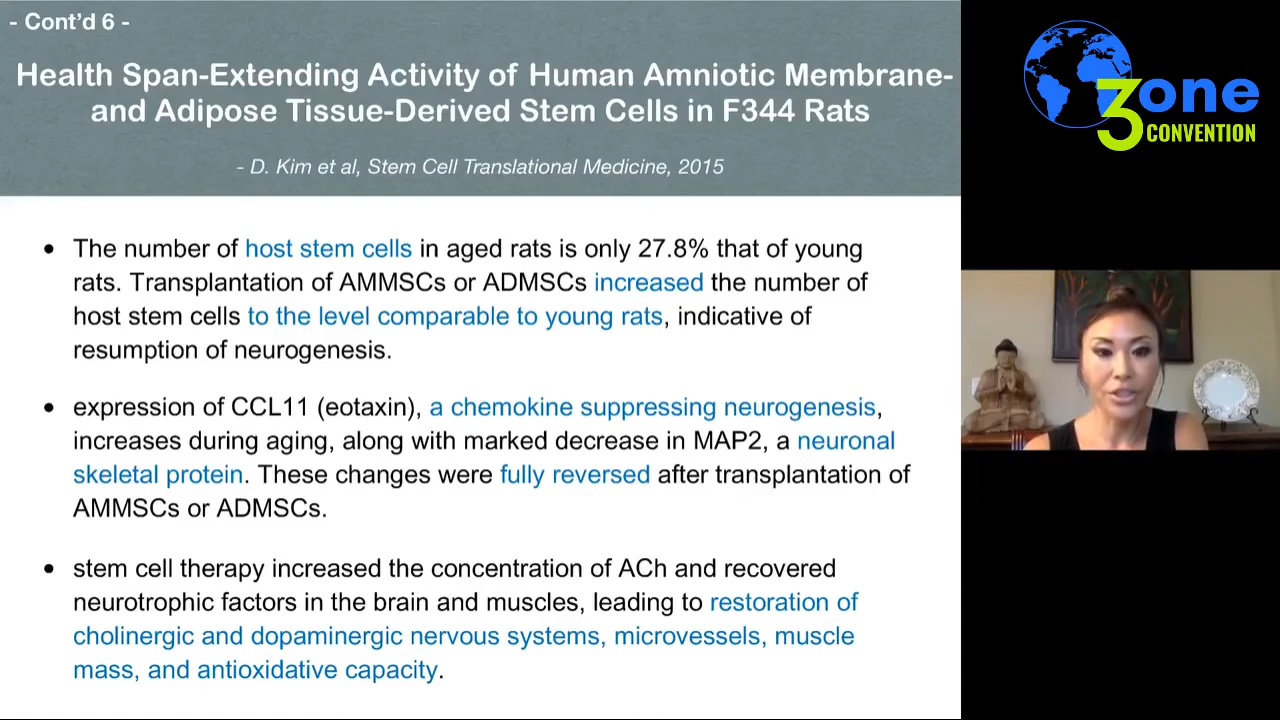 - Cont’d 6 -
Health Span-Extending Activity of Human Amniotic Membrane-
and Adipose Tissue-Derived Stem Cells in F344 Rats
- D. Kim et al, Stem Cell Translational Medicine, 2015
• The number of host stem cells in aged rats is only 27.8% that of young
rats. Transplantation of AMMSCs or ADMSCs increased the number of
host stem cells to the level comparable to young rats, indicative of
resumption of neurogenesis.
• expression of CCL11 (eotaxin), a chemokine suppressing neurogenesis,
increases during aging, along with marked decrease in MAP2, a neuronal
skeletal protein. These changes were fully reversed after transplantation of
AMMSCs or ADMSCs.
• stem cell therapy increased the concentration of ACh and recovered
neurotrophic factors in the brain and muscles, leading to restoration of
cholinergic and dopaminergic nervous systems, microvessels, muscle
mass, and antioxidative capacity.
3zone
CONVENTION